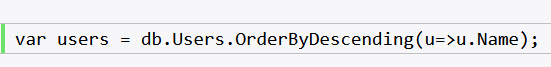 var users = db.Users.OrderByDescending(u=>u.Name);